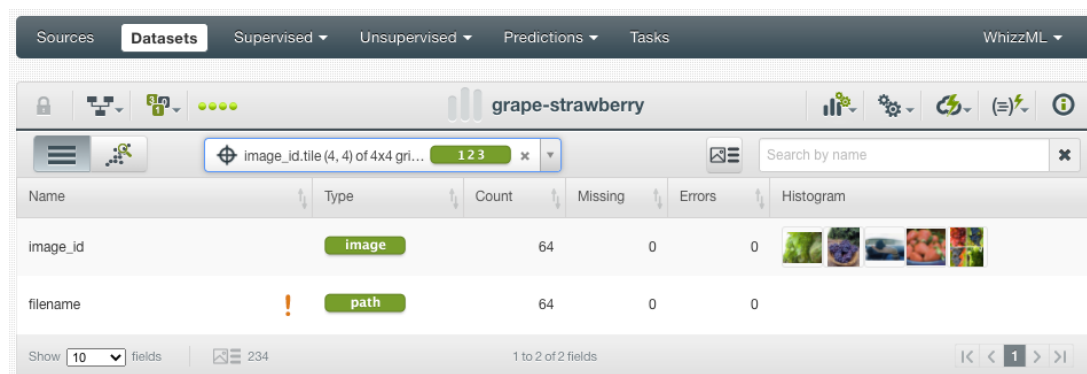 Sources Datasets Supervised Unsupervised Predictions Tasks WhizzML
grape-strawberry
image_id.tile (4, 4) of 4x4 gri... 123 Search by name
Name Type Count Missing Errors Histogram
image_id image 64 0 0
filename path 64 0 0
Show 10 fields 234 1 to 2 of 2 fields 1